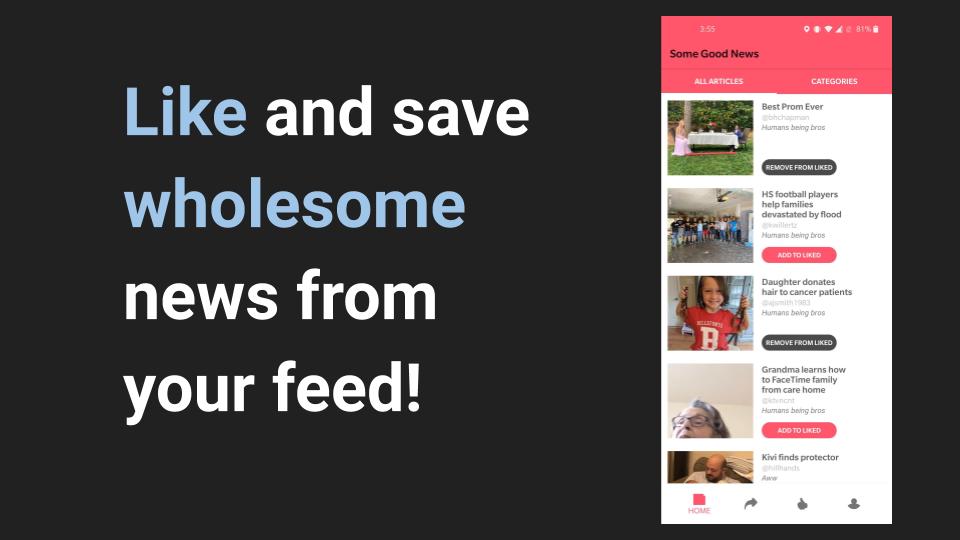 Like and save
wholesome
news from
your feed!
3:55
81%
Some Good News
ALL ARTICLES
CATEGORIES
Best Prom Ever
@bhchapman
Humans being bros
REMOVE FROM LIKED
HS football players
help families
devastated by flood
@kwillertz
Humans being bros
ADD TO LIKED
Daughter donates
hair to cancer patients
@ajsmith1983
Humans being bros
REMOVE FROM LIKED
B
Grandma learns how
to FaceTime family
from care home
@ktvincnt
Humans being bros
ADD TO LIKED
Kivi finds protector
@hillhands
Aww
HOME